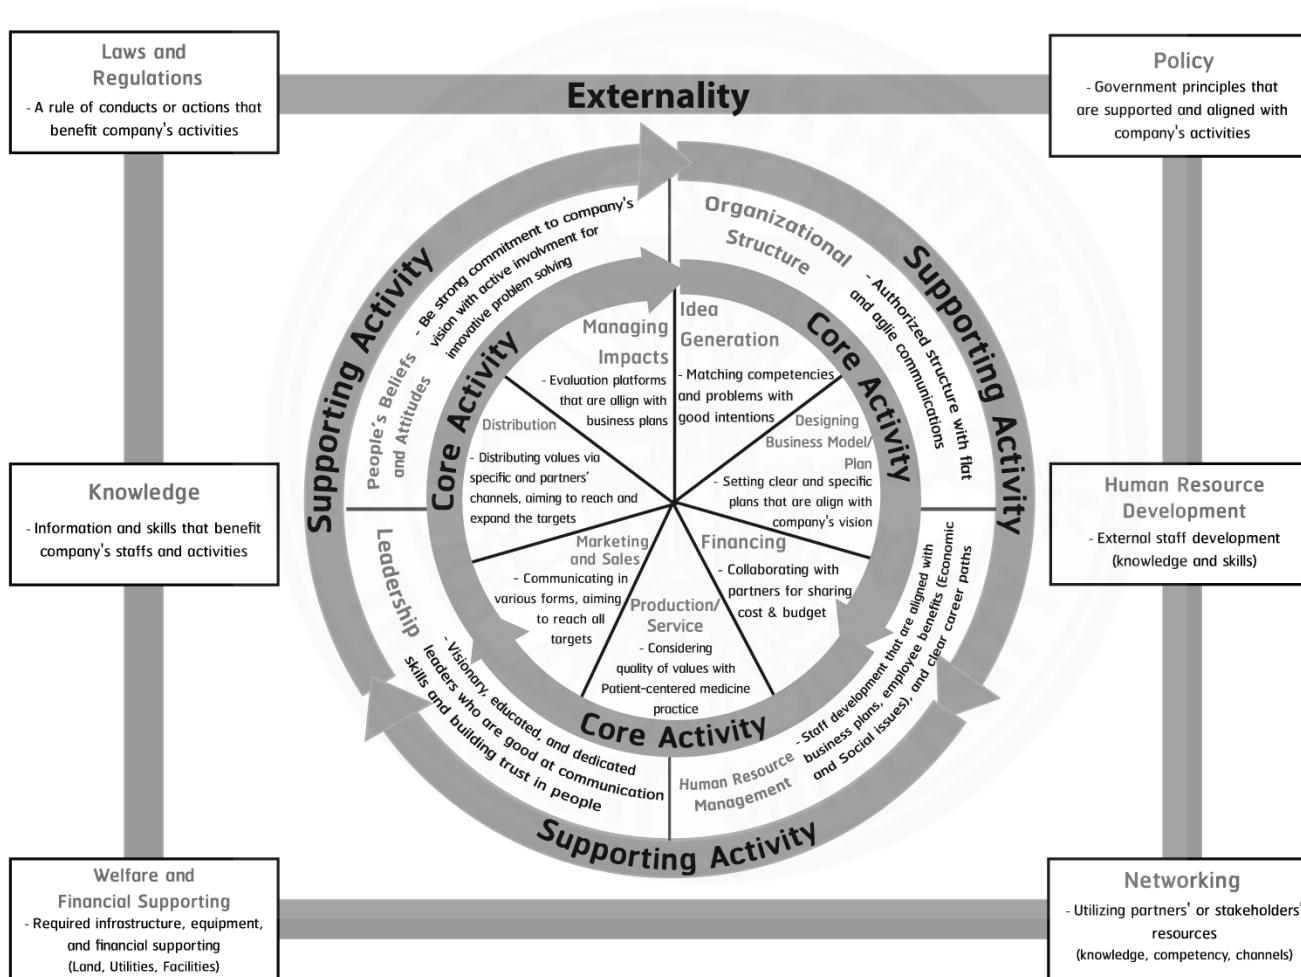 Laws and
Regulations
- A rule of conducts or actions that
benefit company's activities
Externality
Policy
- Government principles that
are supported and aligned with
company's activities
Supporting Activity
Supporting Activity
Supporting Activity
People's Beliefs
and Attitudes
- Be strong commitment to company's
vision with active involvment for
innovative problem solving
Organizational
Structure
- Authorized structure with flat
and aglie communications
Core Activity
Core Activity
Core Activity
Managing
Impacts
- Evaluation platforms
that are allign with
business plans
Idea
Generation
- Matching competencies
and problems with
good intentions
Designing
Business Model/
Plan
- Setting clear and specific
plans that are align with
company's vision
Distribution
- Distributing values via
specific and partners'
channels, aiming to reach and
expand the targets
Marketing
and Sales
- Communicating in
various forms, aiming
to reach all
targets
Production/
Service
- Considering
quality of values with
Patient-centered medicine
practice
Financing
- Collaborating with
partners for sharing
cost & budget
Leadership
- Visionary, educated, and dedicated
leaders who are good at communication
skills and building trust in people
Human Resource
Management
- Staff development that are aligned with
business plans, employee benefits (Economic
and Social issues), and clear career paths
Knowledge
- Information and skills that benefit
company's staffs and activities
Human Resource
Development
- External staff development
(knowledge and skills)
Welfare and
Financial Supporting
- Required infrastructure, equipment,
and financial supporting
(Land, Utilities, Facilities)
Networking
- Utilizing partners' or stakeholders'
resources
(knowledge, competency, channels)